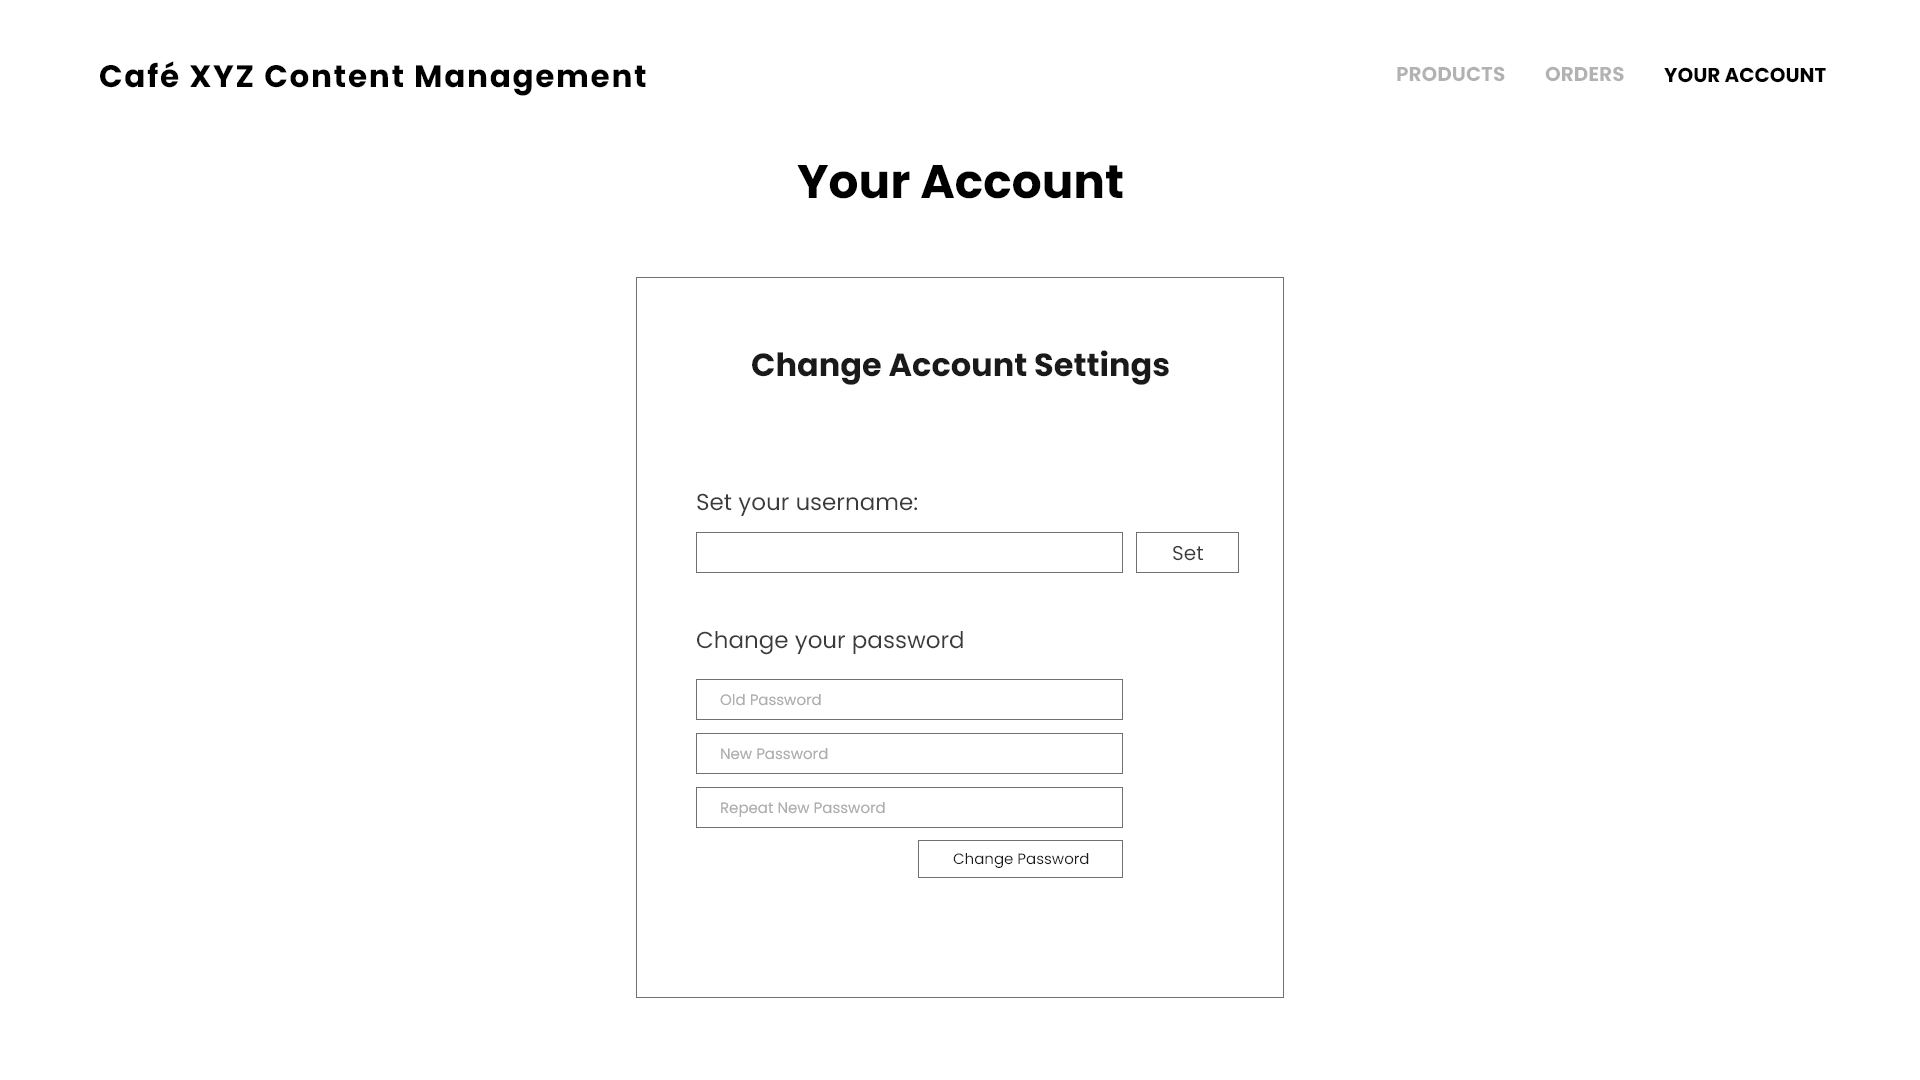 Café XYZ Content Management
PRODUCTS ORDERS YOUR ACCOUNT
Your Account
Change Account Settings
Set your username:
Set
Change your password
Old Password
New Password
Repeat New Password
Change Password